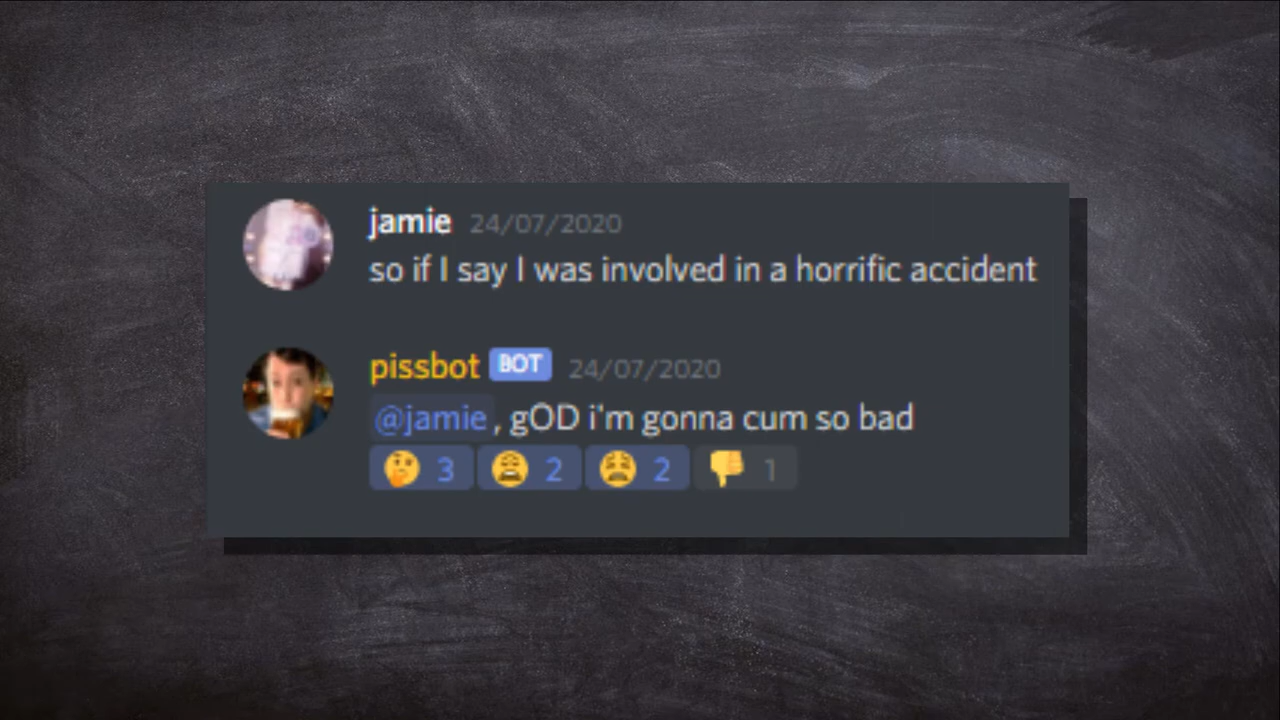 jamie 24/07/2020
so if I say I was involved in a horrific accident
pissbot BOT 24/07/2020
@jamie, gOD i'm gonna cum so bad
🤔 3 😩 2 😫 2 👎 1